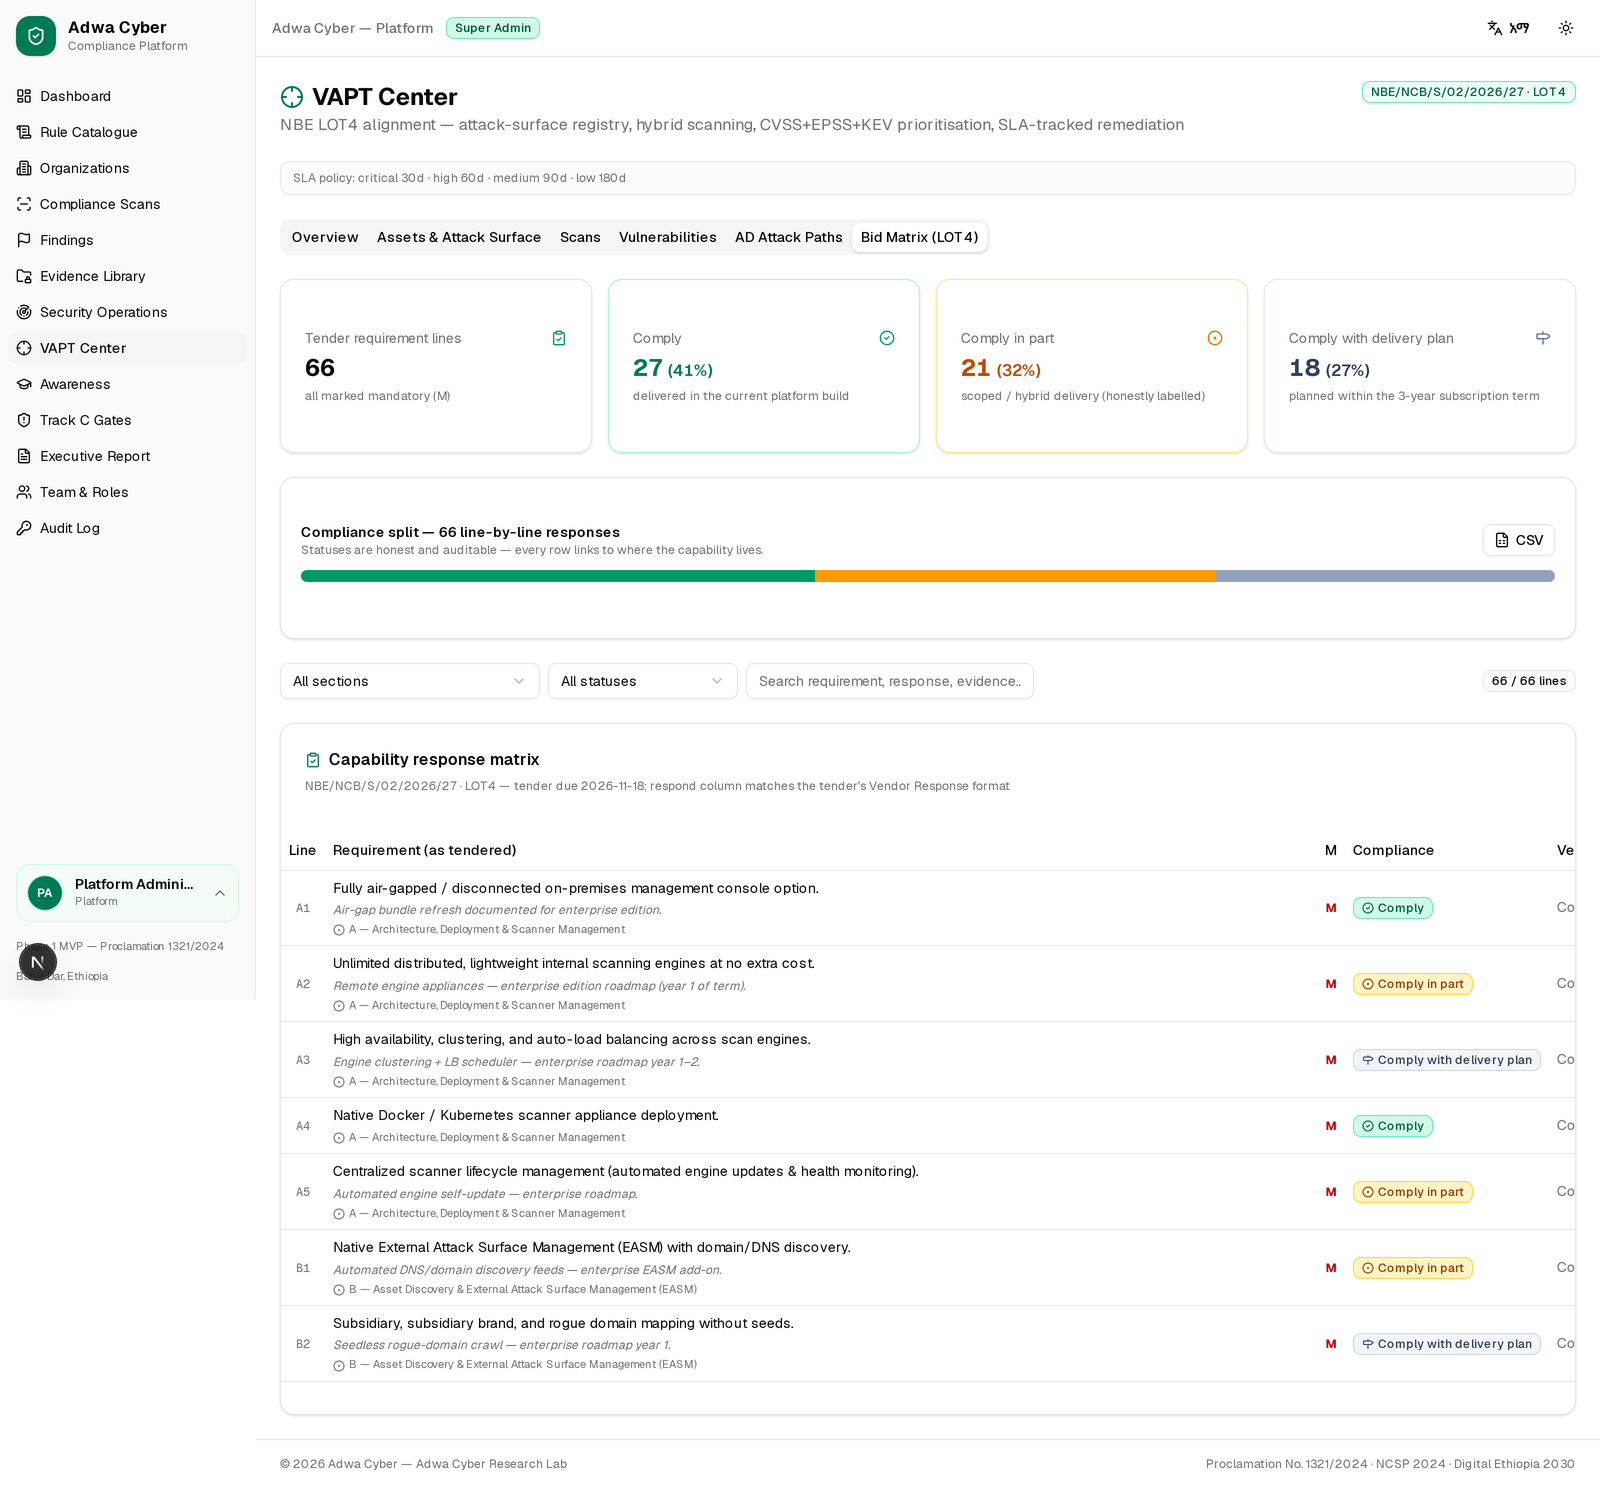 Adwa Cyber
Compliance Platform
Dashboard
Rule Catalogue
Organizations
Compliance Scans
Findings
Evidence Library
Security Operations
VAPT Center
Awareness
Track C Gates
Executive Report
Team & Roles
Audit Log
PA
Platform Admini...
Platform
1 MVP — Proclamation 1321/2024
N
Dar, Ethiopia
Adwa Cyber — Platform
Super Admin
አማ
VAPT Center
NBE/NCB/S/02/2026/27 · LOT4
NBE LOT4 alignment — attack-surface registry, hybrid scanning, CVSS+EPSS+KEV prioritisation, SLA-tracked remediation
SLA policy: critical 30d · high 60d · medium 90d · low 180d
Overview
Assets & Attack Surface
Scans
Vulnerabilities
AD Attack Paths
Bid Matrix (LOT4)
Tender requirement lines
66
all marked mandatory (M)
Comply
27 (41%)
delivered in the current platform build
Comply in part
21 (32%)
scoped / hybrid delivery (honestly labelled)
Comply with delivery plan
18 (27%)
planned within the 3-year subscription term
Compliance split — 66 line-by-line responses
Statuses are honest and auditable — every row links to where the capability lives.
CSV
All sections
All statuses
Search requirement, response, evidence..
66 / 66 lines
Capability response matrix
NBE/NCB/S/02/2026/27 · LOT4 — tender due 2026-11-18; respond column matches the tender's Vendor Response format
Line Requirement (as tendered) M Compliance Ve
A1 Fully air-gapped / disconnected on-premises management console option. M Comply Co
Air-gap bundle refresh documented for enterprise edition.
A — Architecture, Deployment & Scanner Management
A2 Unlimited distributed, lightweight internal scanning engines at no extra cost. M Comply in part Co
Remote engine appliances — enterprise edition roadmap (year 1 of term).
A — Architecture, Deployment & Scanner Management
A3 High availability, clustering, and auto-load balancing across scan engines. M Comply with delivery plan Co
Engine clustering + LB scheduler — enterprise roadmap year 1–2.
A — Architecture, Deployment & Scanner Management
A4 Native Docker / Kubernetes scanner appliance deployment. M Comply Co
A — Architecture, Deployment & Scanner Management
A5 Centralized scanner lifecycle management (automated engine updates & health monitoring). M Comply in part Co
Automated engine self-update — enterprise roadmap.
A — Architecture, Deployment & Scanner Management
B1 Native External Attack Surface Management (EASM) with domain/DNS discovery. M Comply in part Co
Automated DNS/domain discovery feeds — enterprise EASM add-on.
B — Asset Discovery & External Attack Surface Management (EASM)
B2 Subsidiary, subsidiary brand, and rogue domain mapping without seeds. M Comply with delivery plan Co
Seedless rogue-domain crawl — enterprise roadmap year 1.
B — Asset Discovery & External Attack Surface Management (EASM)
© 2026 Adwa Cyber — Adwa Cyber Research Lab
Proclamation No. 1321/2024 · NCSP 2024 · Digital Ethiopia 2030